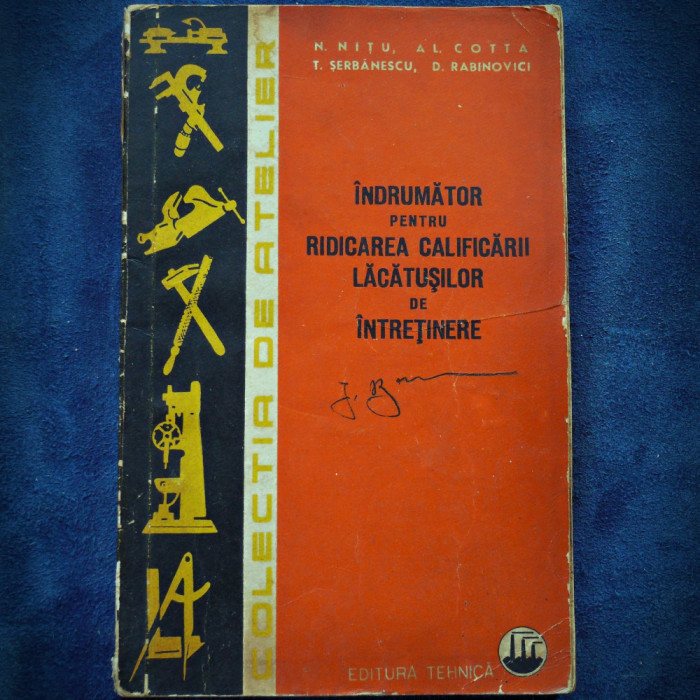 N. NIȚU, AL. COTTA
T. ȘERBĂNESCU, D. RABINOVICI
COLECȚIA DE ATELIER
ÎNDRUMĂTOR
PENTRU
RIDICAREA CALIFICĂRII
LĂCĂTUȘILOR
DE
ÎNTREȚINERE
EDITURA TEHNICĂ